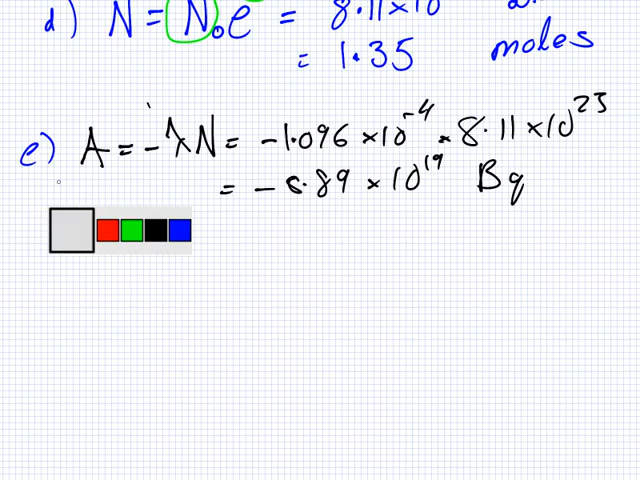 d) N = N₀e = 8.11×10
= 1.35 moles
e) A = -λN = -1.096 ×10⁻⁴ × 8.11 ×10²³
= -8.89 ×10¹⁹ Bq